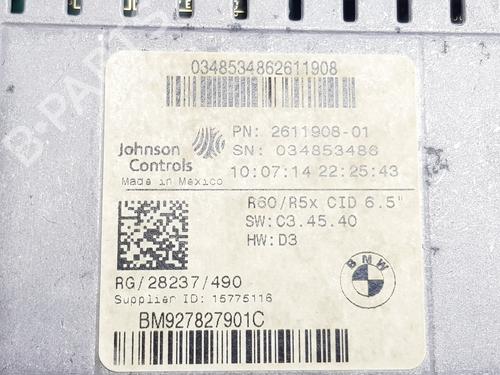 0348534862611908
Johnson
Controls
Made in Mexico
PN: 2611908-01
SN: 034853486
10:07:14 22:25:43
R60/R5x CID 6.5"
SW:C3.45.40
HW:D3
RG/28237/490
Supplier ID: 15775116
BM927827901C
BMW
B-PARTS